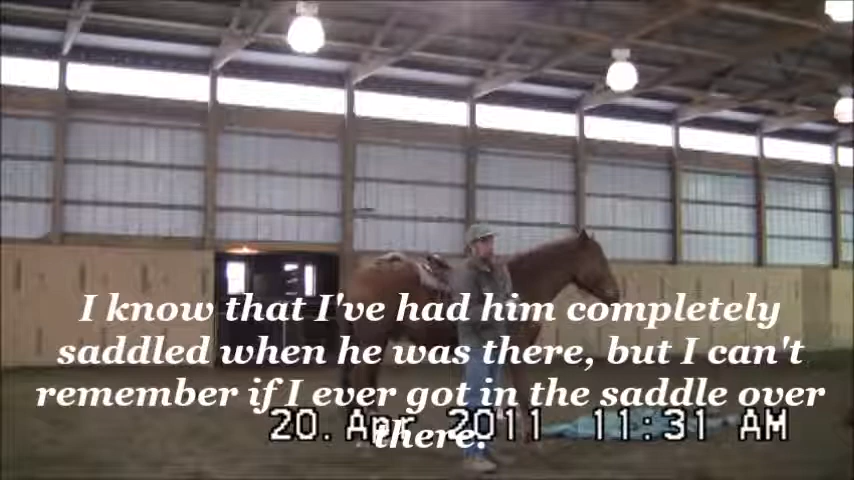 I know that I've had him completely
saddled when he was there, but I can't
remember if I ever got in the saddle over
there.
20. Apr 2011 11:31 AM